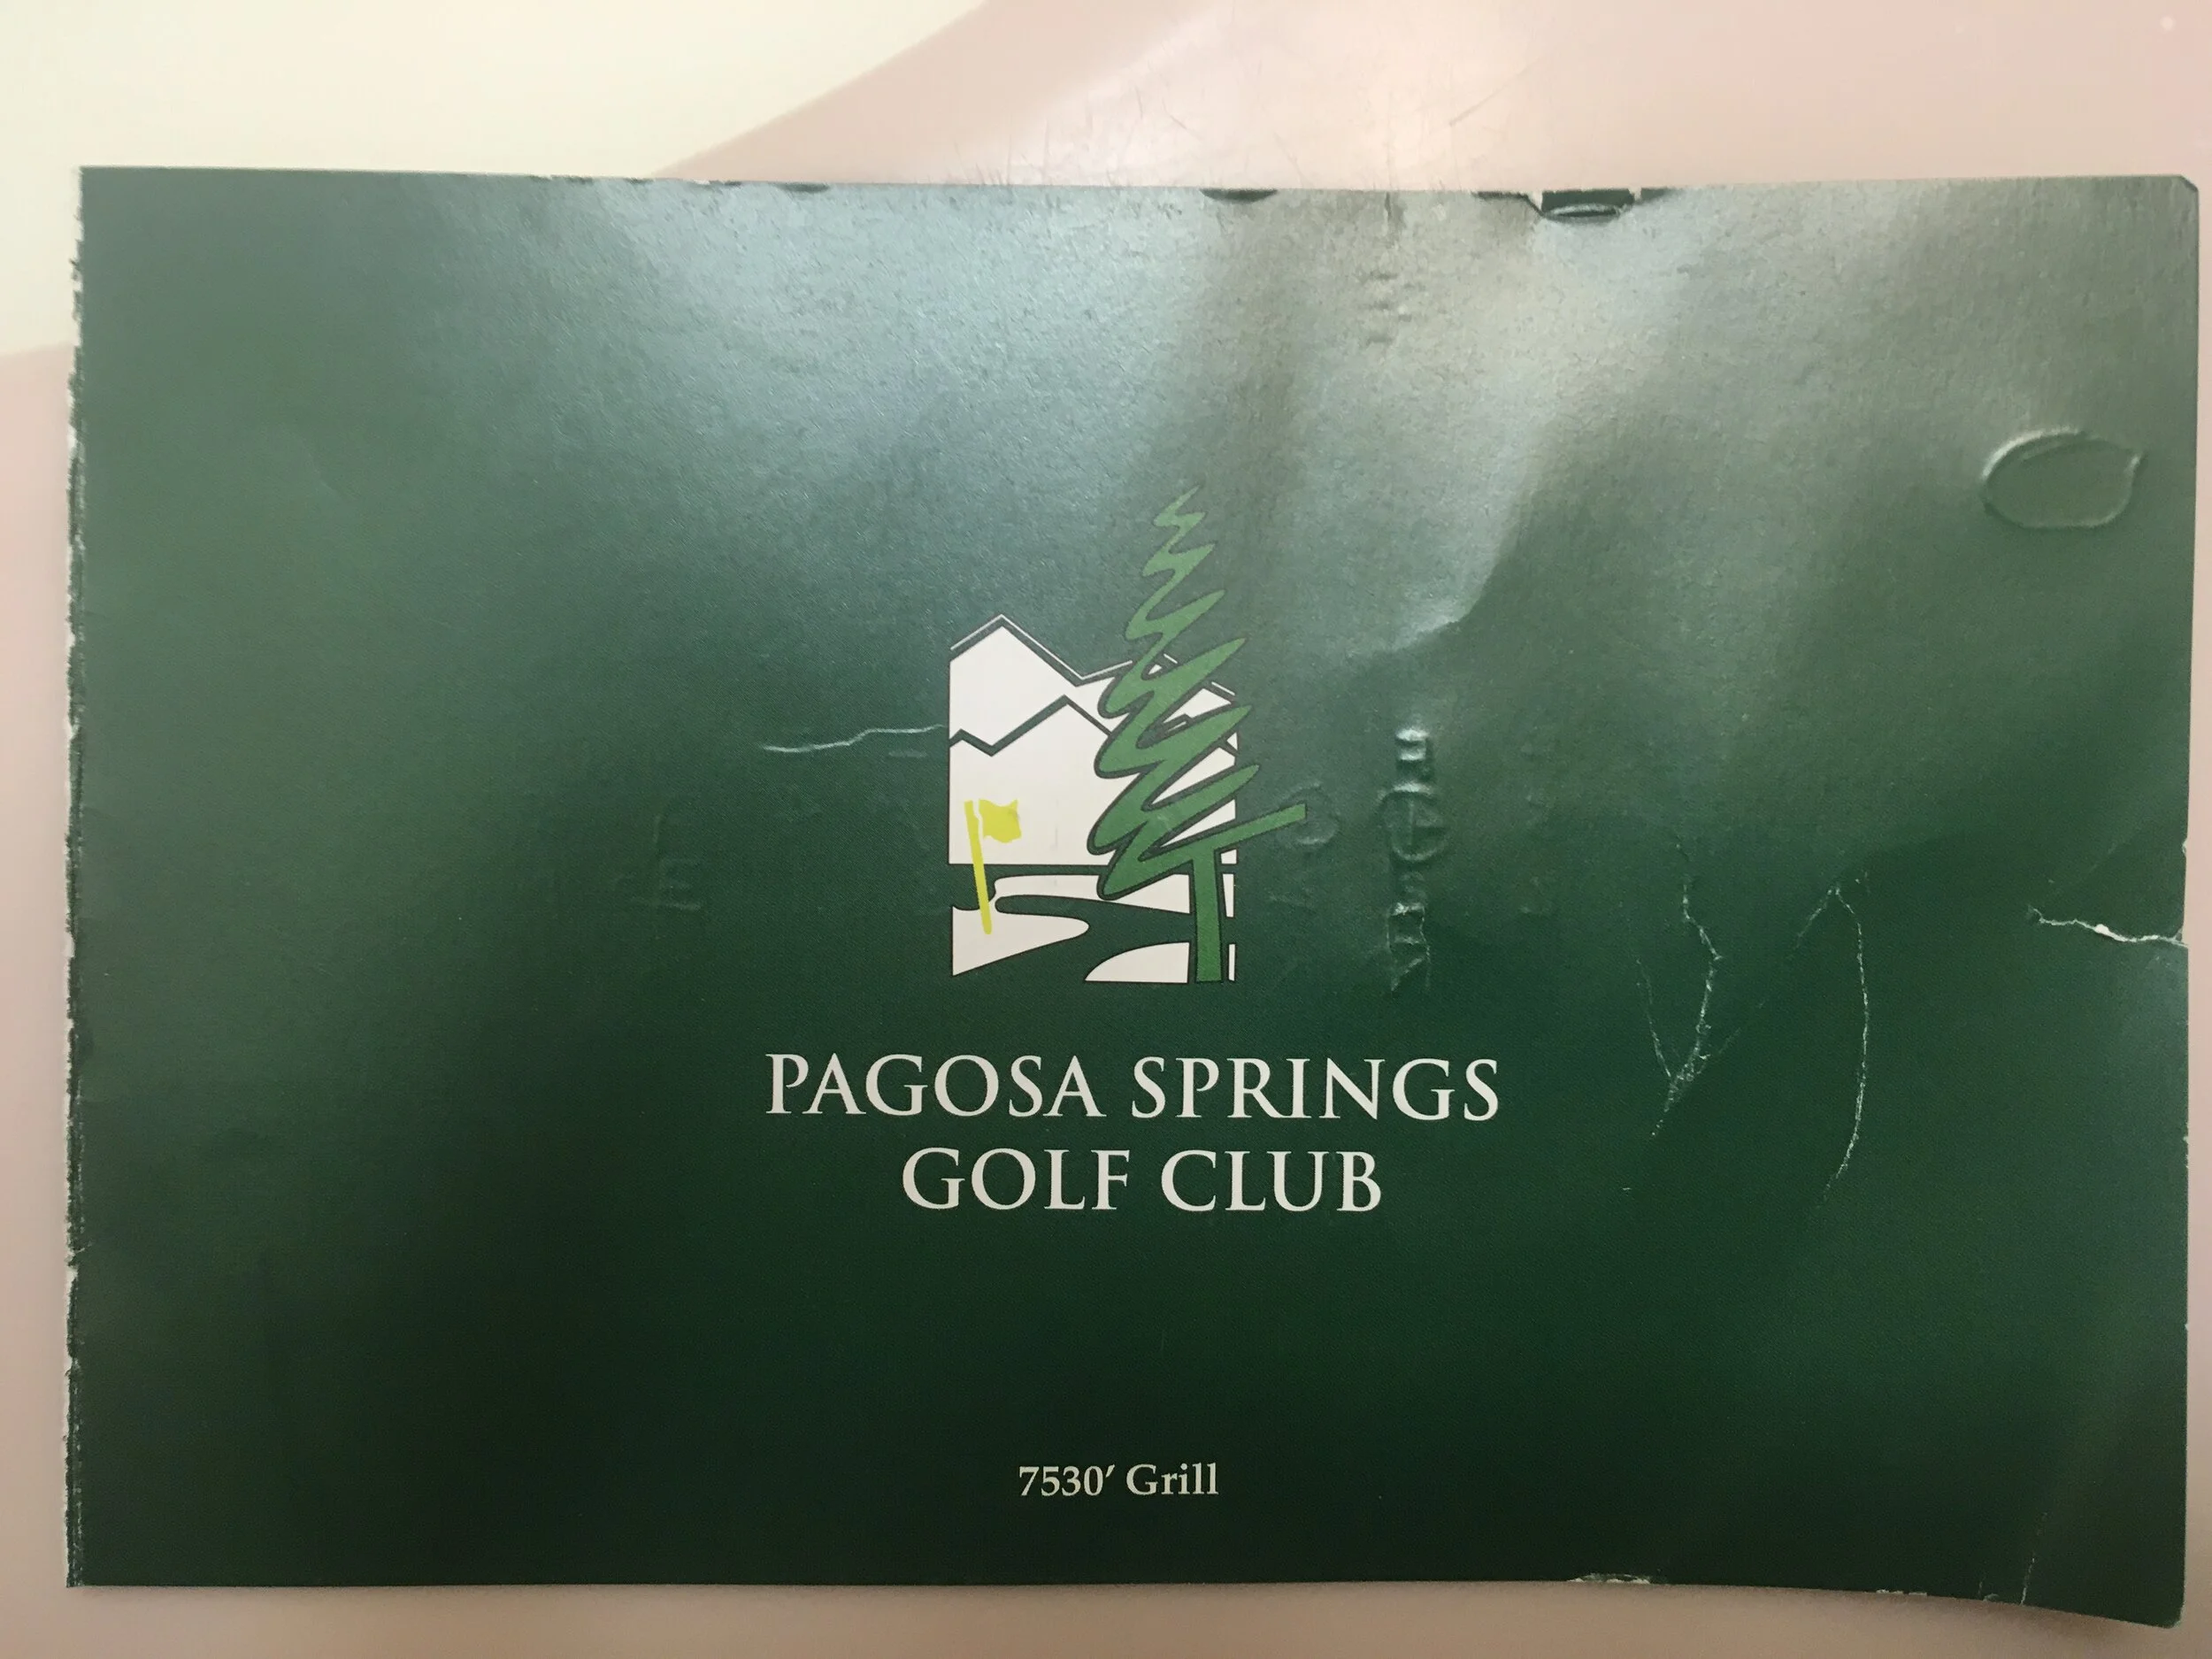 PAGOSA SPRINGS
GOLF CLUB
7530′ Grill